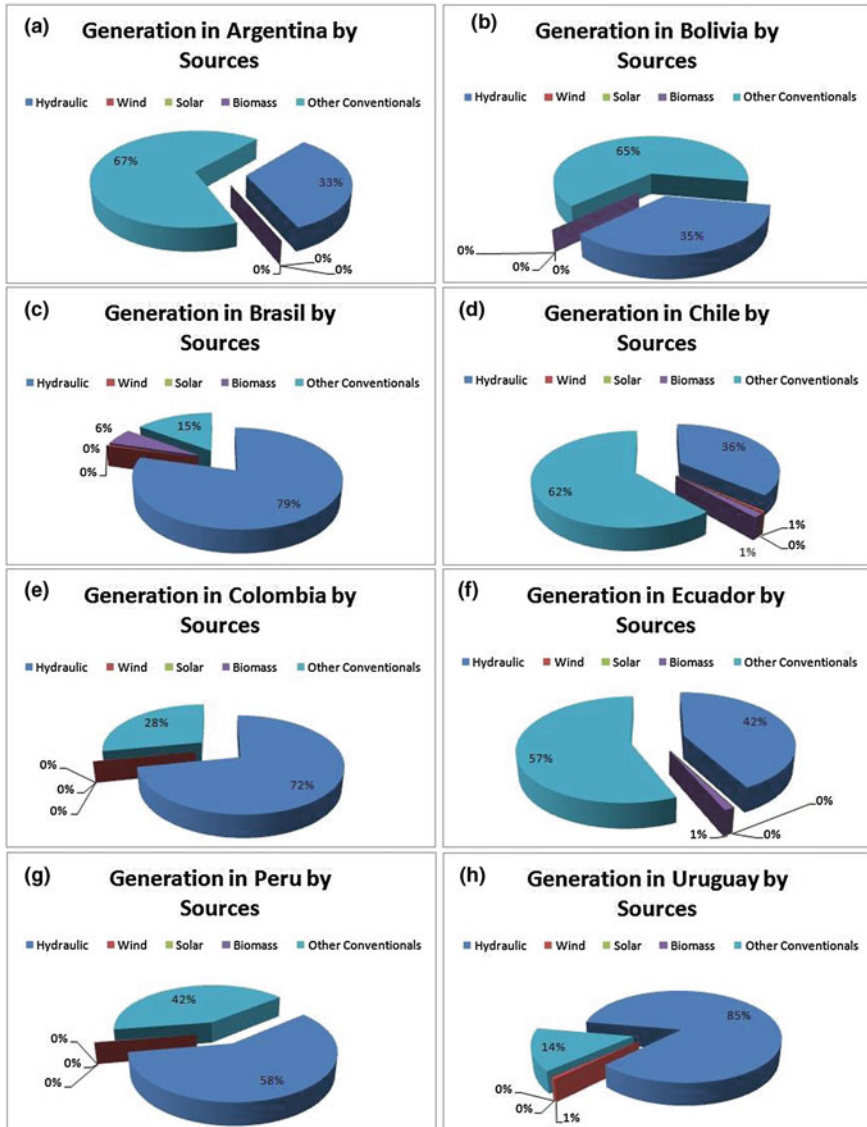 (a)
Generation in Argentina by
Sources
Hydraulic Wind Solar Biomass Other Conventionals
67%
33%
0%
0%
0%
(b)
Generation in Bolivia by
Sources
Hydraulic Wind Solar Biomass Other Conventionals
65%
35%
0%
0%
0%
(c)
Generation in Brasil by
Sources
Hydraulic Wind Solar Biomass Other Conventionals
6%
15%
0%
0%
79%
(d)
Generation in Chile by
Sources
Hydraulic Wind Solar Biomass Other Conventionals
36%
62%
1%
0%
1%
(e)
Generation in Colombia by
Sources
Hydraulic Wind Solar Biomass Other Conventionals
28%
0%
0%
0%
72%
(f)
Generation in Ecuador by
Sources
Hydraulic Wind Solar Biomass Other Conventionals
42%
57%
0%
1%
0%
(g)
Generation in Peru by
Sources
Hydraulic Wind Solar Biomass Other Conventionals
42%
0%
0%
0%
58%
(h)
Generation in Uruguay by
Sources
Hydraulic Wind Solar Biomass Other Conventionals
85%
14%
0%
0%
1%